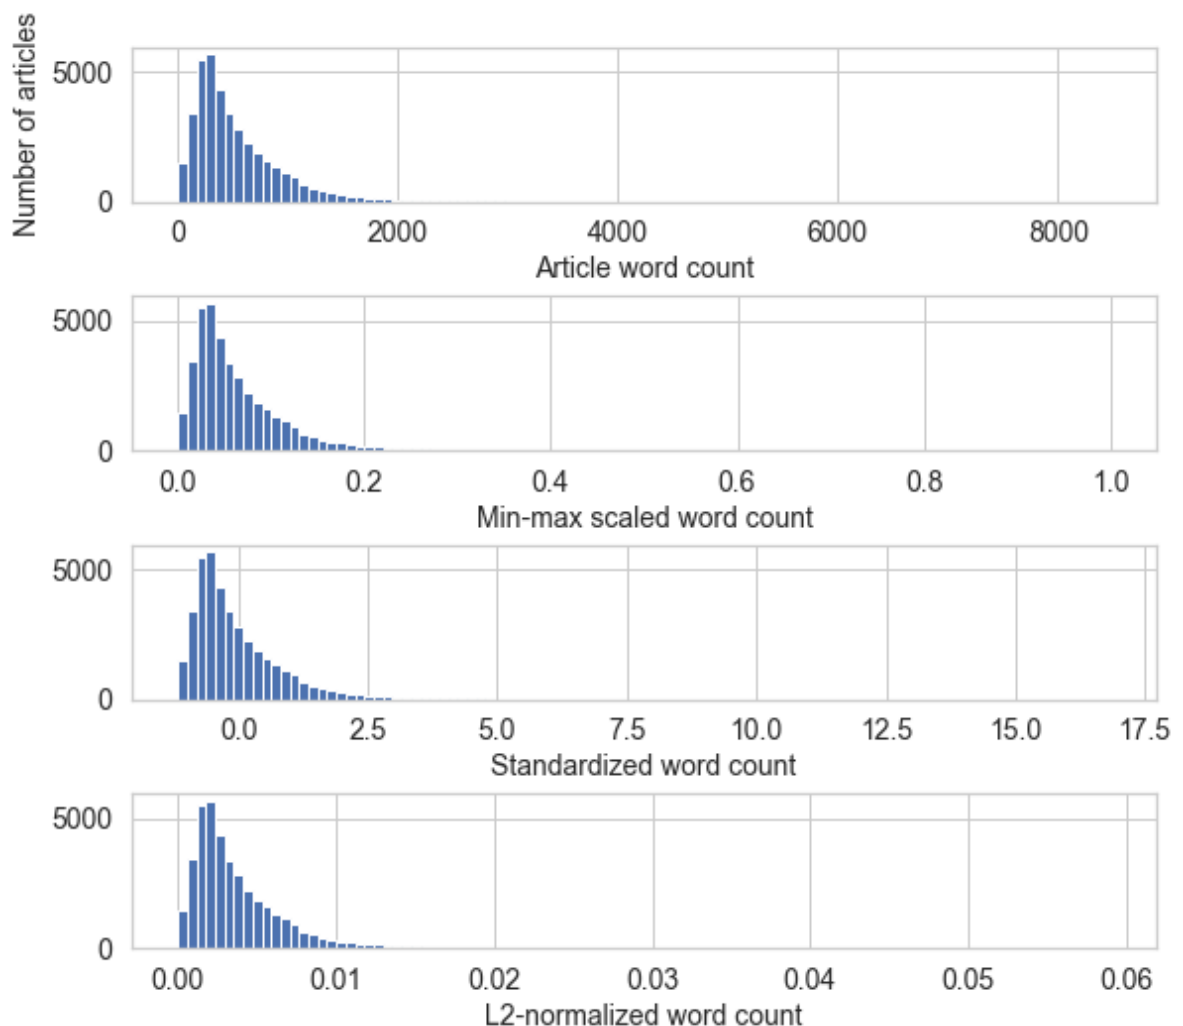 Number of articles
5000
0
0 2000 4000 6000 8000
Article word count
5000
0
0.0 0.2 0.4 0.6 0.8 1.0
Min-max scaled word count
5000
0
0.0 2.5 5.0 7.5 10.0 12.5 15.0 17.5
Standardized word count
5000
0
0.00 0.01 0.02 0.03 0.04 0.05 0.06
L2-normalized word count